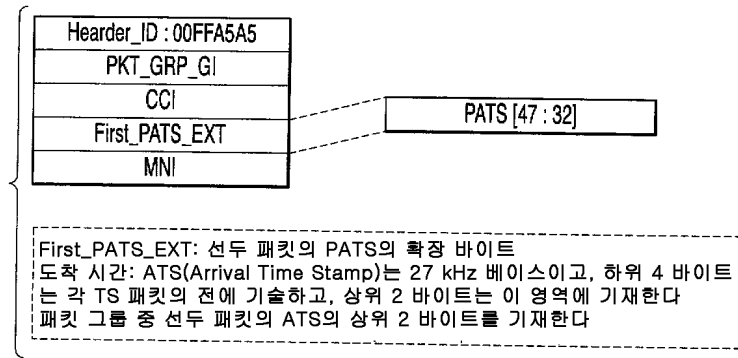 Hearder_ID : 00FFA5A5
PKT_GRP_GI
CCI
First_PATS_EXT
MNI
PATS [47 : 32]
First_PATS_EXT: 선두 패킷의 PATS의 확장 바이트
도착 시간: ATS(Arrival Time Stamp)는 27 kHz 베이스이고, 하위 4 바이트
는 각 TS 패킷의 전에 기술하고, 상위 2 바이트는 이 영역에 기재한다
패킷 그룹 중 선두 패킷의 ATS의 상위 2 바이트를 기재한다